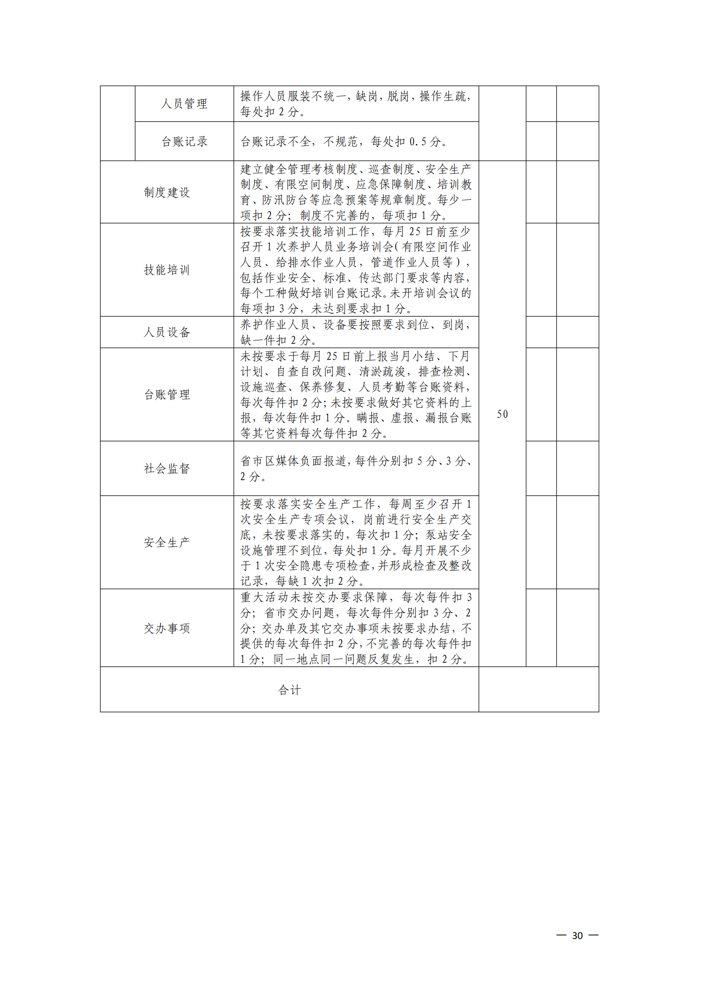 人员管理
操作人员服装不统一，缺岗，脱岗，操作生疏，
每处扣 2 分。
台账记录
台账记录不全，不规范，每处扣 0.5 分。
制度建设
建立健全管理考核制度、巡查制度、安全生产
制度、有限空间制度、应急保障制度、培训教
育、防汛防台等应急预案等规章制度。每少一
项扣 2 分；制度不完善的，每项扣 1 分。
技能培训
按要求落实技能培训工作，每月 25 日前至少
召开 1 次养护人员业务培训会（有限空间作业
人员、给排水作业人员，管道作业人员等），
包括作业安全、标准、传达部门要求等内容，
每个工种做好培训台账记录。未开培训会议的
每项扣 3 分，未达到要求扣 1 分。
人员设备
养护作业人员、设备要按照要求到位、到岗，
缺一件扣 2 分。
台账管理
未按要求于每月 25 日前上报当月小结、下月
计划、自查自改问题、清淤疏浚，排查检测、
设施巡查、保养修复、人员考勤等台账资料，
每次每件扣 2 分；未按要求做好其它资料的上
报，每次每件扣 1 分。瞒报、虚报、漏报台账
等其它资料每次每件扣 2 分。
50
社会监督
省市区媒体负面报道，每件分别扣 5 分、3 分、
2 分。
安全生产
按要求落实安全生产工作，每周至少召开 1
次安全生产专项会议，岗前进行安全生产交
底，未按要求落实的，每次扣 1 分；泵站安全
设施管理不到位，每处扣 1 分。每月开展不少
于 1 次安全隐患专项检查，并形成检查及整改
记录，每缺 1 次扣 2 分。
交办事项
重大活动未按交办要求保障，每次每件扣 3
分；省市交办问题，每次每件分别扣 3 分、2
分；交办单及其它交办事项未按要求办结，不
提供的每次每件扣 2 分，不完善的每次每件扣
1 分；同一地点同一问题反复发生，扣 2 分。
合计
— 30 —